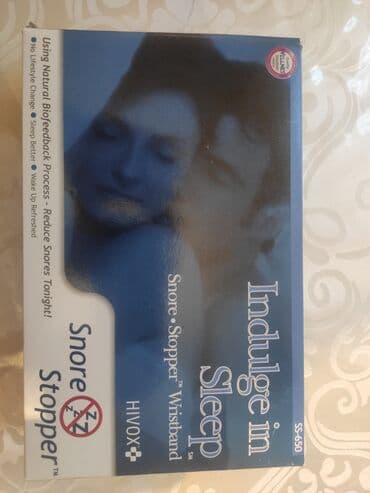 SS-650
Indulge in
Sleep SM
Snore • Stopper™ Wristband
HIVOX
Using Natural Biofeedback Process - Reduce Snores Tonight!
• No Lifestyle Change • Sleep Better • Wake Up Refreshed
Snore
zzz
Stopper™